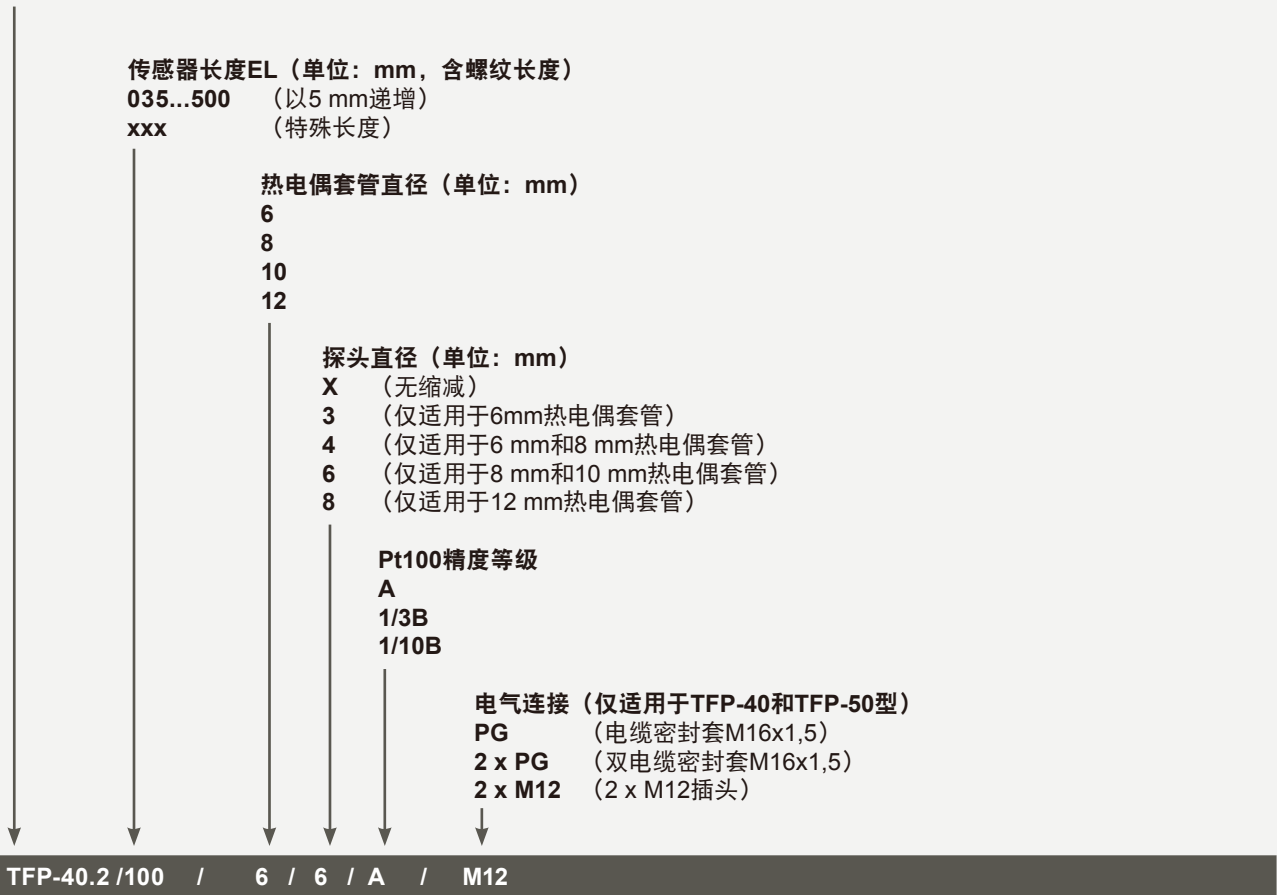 传感器长度EL（单位：mm，含螺纹长度）
035...500 （以5 mm递增）
xxx （特殊长度）
热电偶套管直径（单位：mm）
6
8
10
12
探头直径（单位：mm）
X （无缩减）
3 （仅适用于6mm热电偶套管）
4 （仅适用于6 mm和8 mm热电偶套管）
6 （仅适用于8 mm和10 mm热电偶套管）
8 （仅适用于12 mm热电偶套管）
Pt100精度等级
A
1/3B
1/10B
电气连接（仅适用于TFP-40和TFP-50型）
PG （电缆密封套M16x1,5）
2 x PG （双电缆密封套M16x1,5）
2 x M12 （2 x M12插头）
TFP-40.2 /100 / 6 / 6 / A / M12